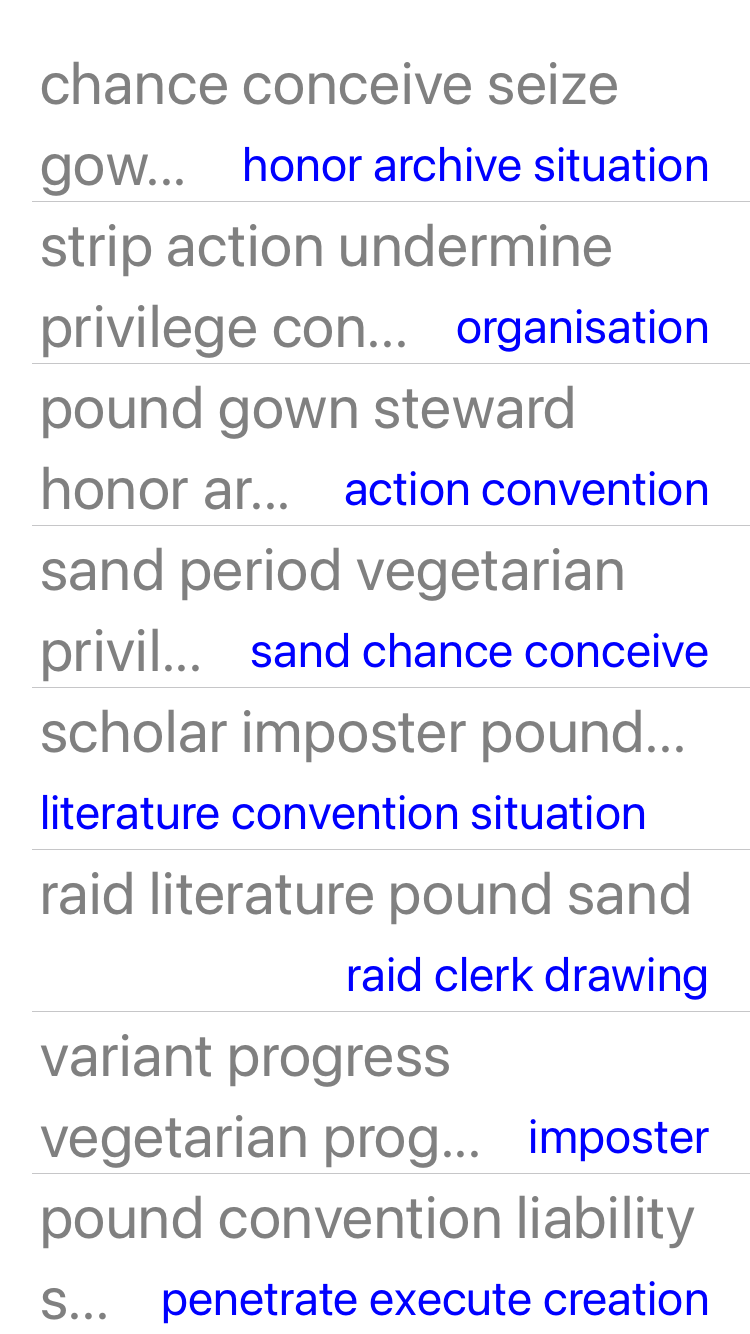 chance conceive seize
gow... honor archive situation
strip action undermine
privilege con... organisation
pound gown steward
honor ar... action convention
sand period vegetarian
privil... sand chance conceive
scholar imposter pound...
literature convention situation
raid literature pound sand
raid clerk drawing
variant progress
vegetarian prog... imposter
pound convention liability
s... penetrate execute creation